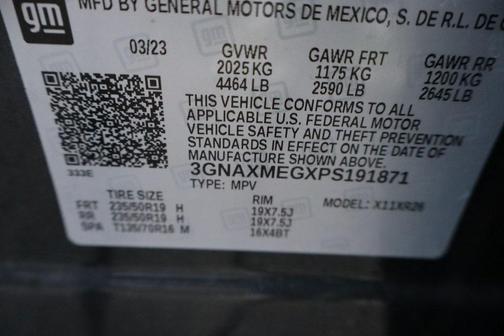 MFD BY GENERAL MOTORS DE MEXICO, S. DE R.L. DE C
gm
03/23 GVWR GAWR FRT GAWR RR
2025 KG 1175 KG 1200 KG
4464 LB 2590 LB 2645 LB
THIS VEHICLE CONFORMS TO ALL
APPLICABLE U.S. FEDERAL MOTOR
VEHICLE SAFETY AND THEFT PREVENTION
STANDARDS IN EFFECT ON THE DATE OF
MANUFACTURE SHOWN ABOVE.
333E
3GNAXMEGXPS191871
TYPE: MPV
TIRE SIZE RIM MODEL: X11XR26
FRT 235/50R19 H 19X7.5J
RR 235/50R19 H 19X7.5J
SPA T135/70R16 M 16X4BT